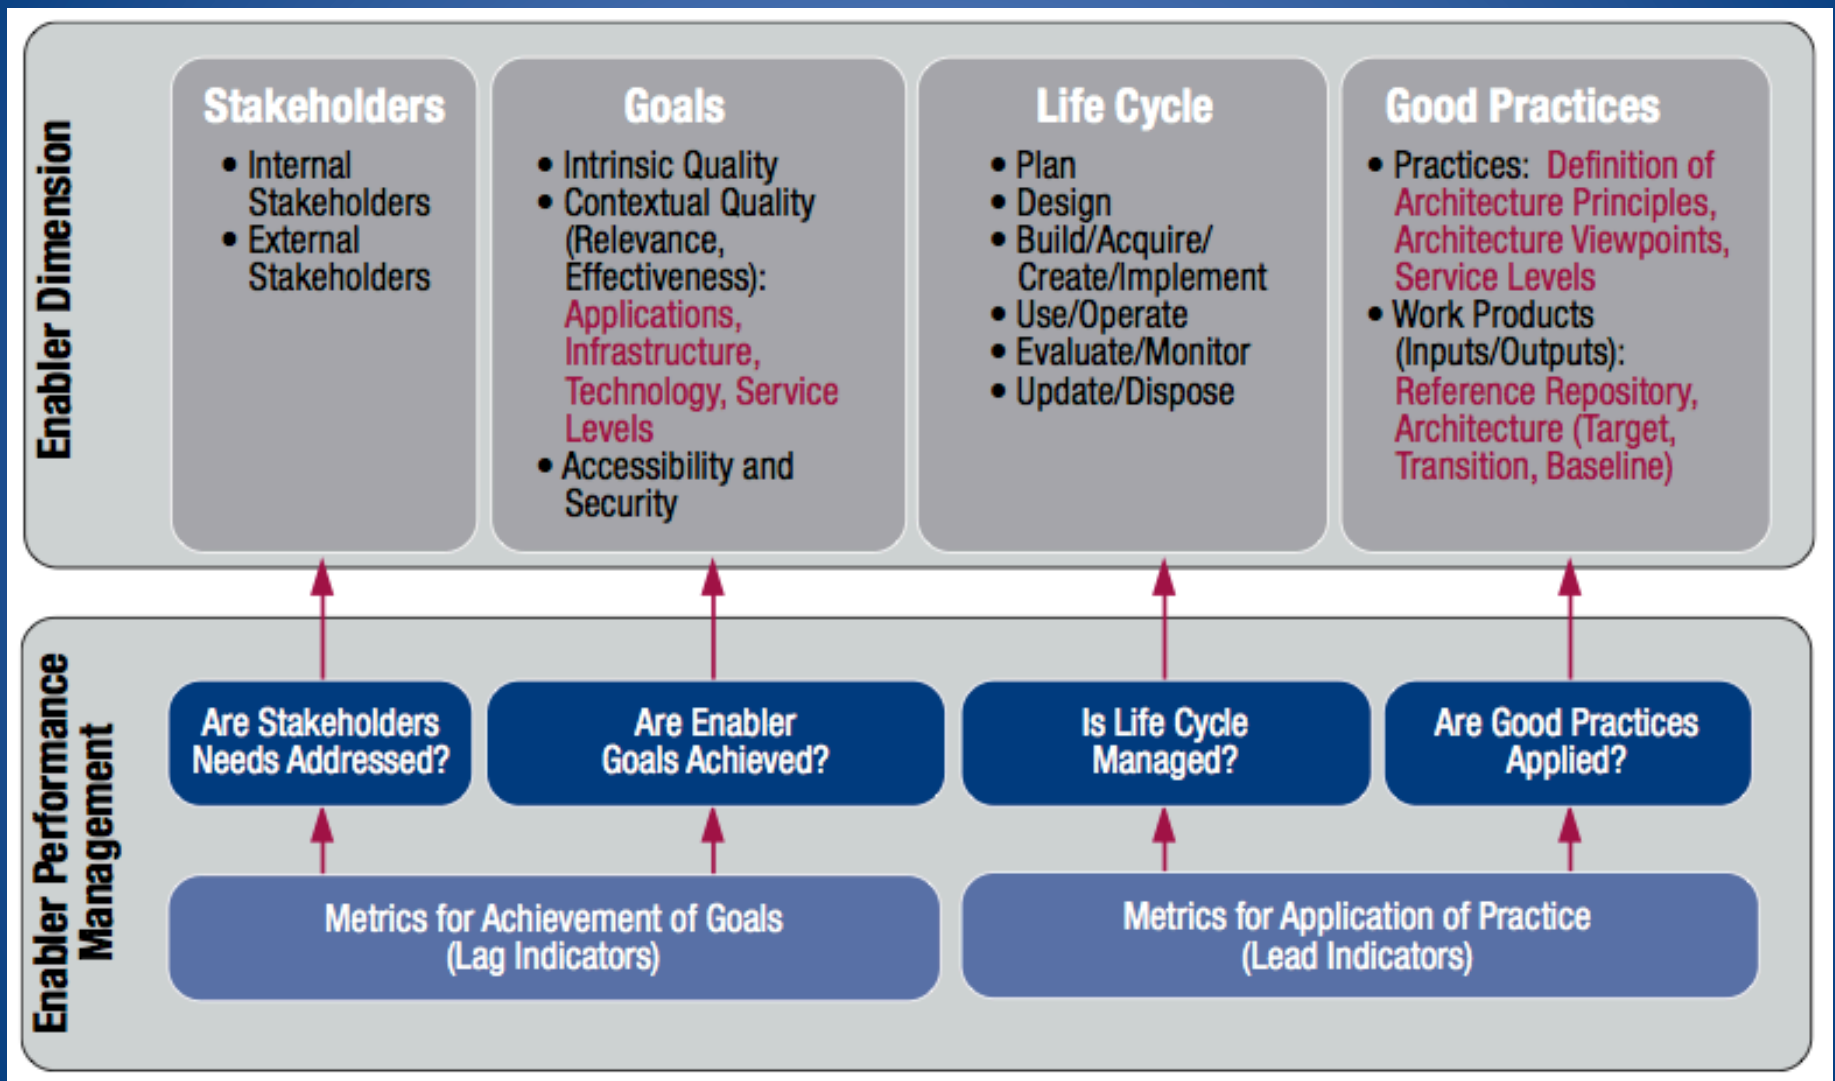 Enabler Dimension
Stakeholders
• Internal
Stakeholders
• External
Stakeholders
Goals
• Intrinsic Quality
• Contextual Quality
(Relevance,
Effectiveness):
Applications,
Infrastructure,
Technology, Service
Levels
• Accessibility and
Security
Life Cycle
• Plan
• Design
• Build/Acquire/
Create/Implement
• Use/Operate
• Evaluate/Monitor
• Update/Dispose
Good Practices
• Practices: Definition of
Architecture Principles,
Architecture Viewpoints,
Service Levels
• Work Products
(Inputs/Outputs):
Reference Repository,
Architecture (Target,
Transition, Baseline)
Enabler Performance
Management
Are Stakeholders
Needs Addressed?
Are Enabler
Goals Achieved?
Is Life Cycle
Managed?
Are Good Practices
Applied?
Metrics for Achievement of Goals
(Lag Indicators)
Metrics for Application of Practice
(Lead Indicators)